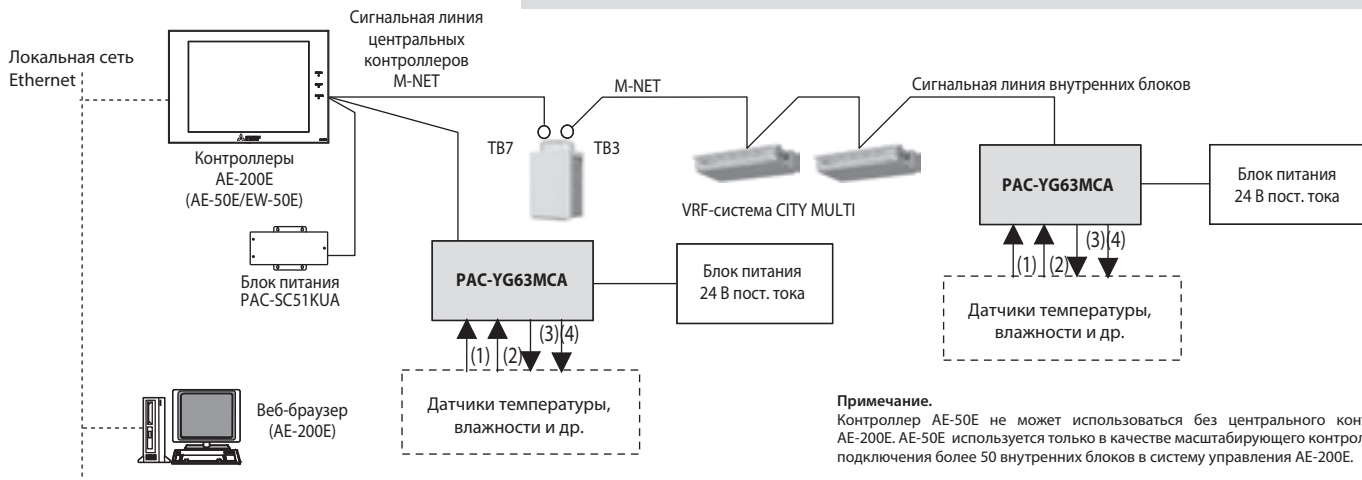 Локальная сеть
Ethernet
Сигнальная линия
центральных
контроллеров
M-NET
Контроллеры
AE-200E
(AE-50E/EW-50E)
Блок питания
PAC-SC51KUA
Веб-браузер
(AE-200E)
TB7
TB3
M-NET
VRF-система CITY MULTI
Сигнальная линия внутренних блоков
PAC-YG63MCA
Блок питания
24 В пост. тока
(1)
(2)
(3)
(4)
Датчики температуры,
влажности и др.
PAC-YG63MCA
Блок питания
24 В пост. тока
(1)
(2)
(3)
(4)
Датчики температуры,
влажности и др.
Примечание.
Контроллер AE-50E не может использоваться без центрального
AE-200E. AE-50E используется только в качестве масштабирующего
подключения более 50 внутренних блоков в систему управления AE-200E.